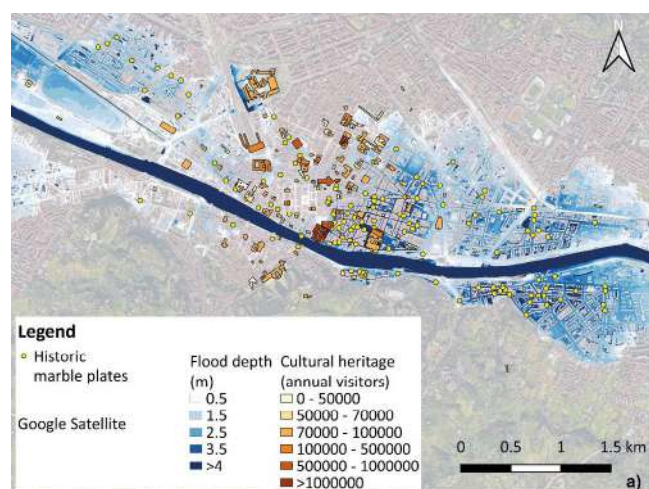 N
Legend
Historic
marble plates
Google Satellite
Flood depth
(m)
0.5
1.5
2.5
3.5
>4
Cultural heritage
(annual visitors)
0 - 50000
50000 - 70000
70000 - 100000
100000 - 500000
500000 - 1000000
>1000000
0 0.5 1 1.5 km
a)